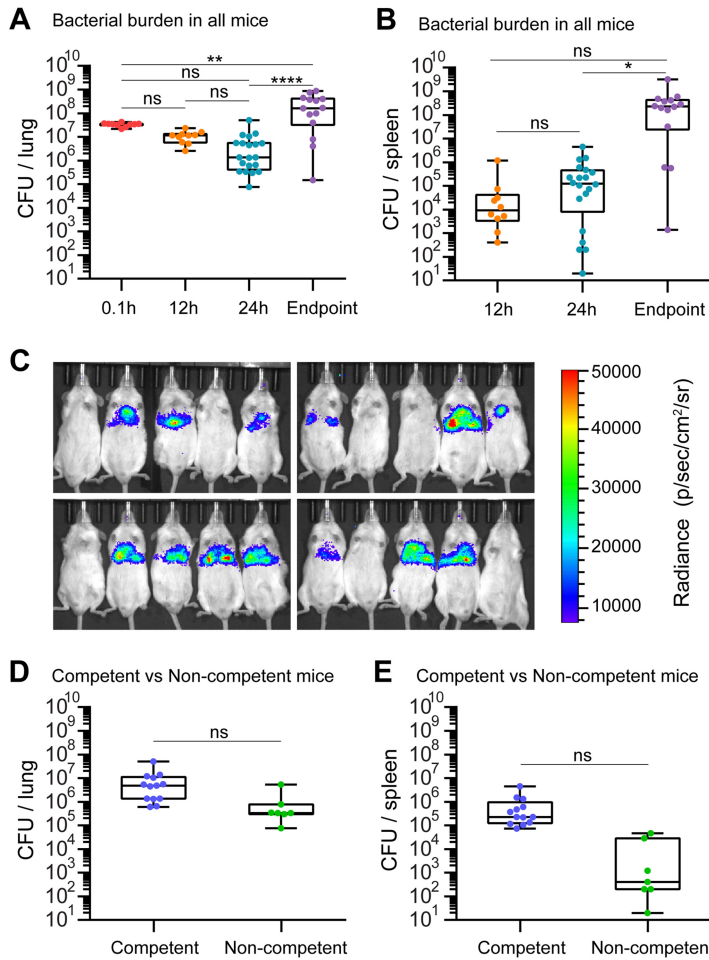 A
Bacterial burden in all mice
**
ns
****
ns
ns
10^10
10^9
10^8
10^7
10^6
10^5
10^4
10^3
10^2
10^1
CFU / lung
0.1h 12h 24h Endpoint
B
Bacterial burden in all mice
ns
*
ns
10^10
10^9
10^8
10^7
10^6
10^5
10^4
10^3
10^2
10^1
CFU / spleen
12h 24h Endpoint
C
50000
40000
30000
20000
10000
Radiance (p/sec/cm^2/sr)
D
Competent vs Non-competent mice
ns
10^10
10^9
10^8
10^7
10^6
10^5
10^4
10^3
10^2
10^1
CFU / lung
Competent Non-competent
E
Competent vs Non-competent mice
ns
10^10
10^9
10^8
10^7
10^6
10^5
10^4
10^3
10^2
10^1
CFU / spleen
Competent Non-competen